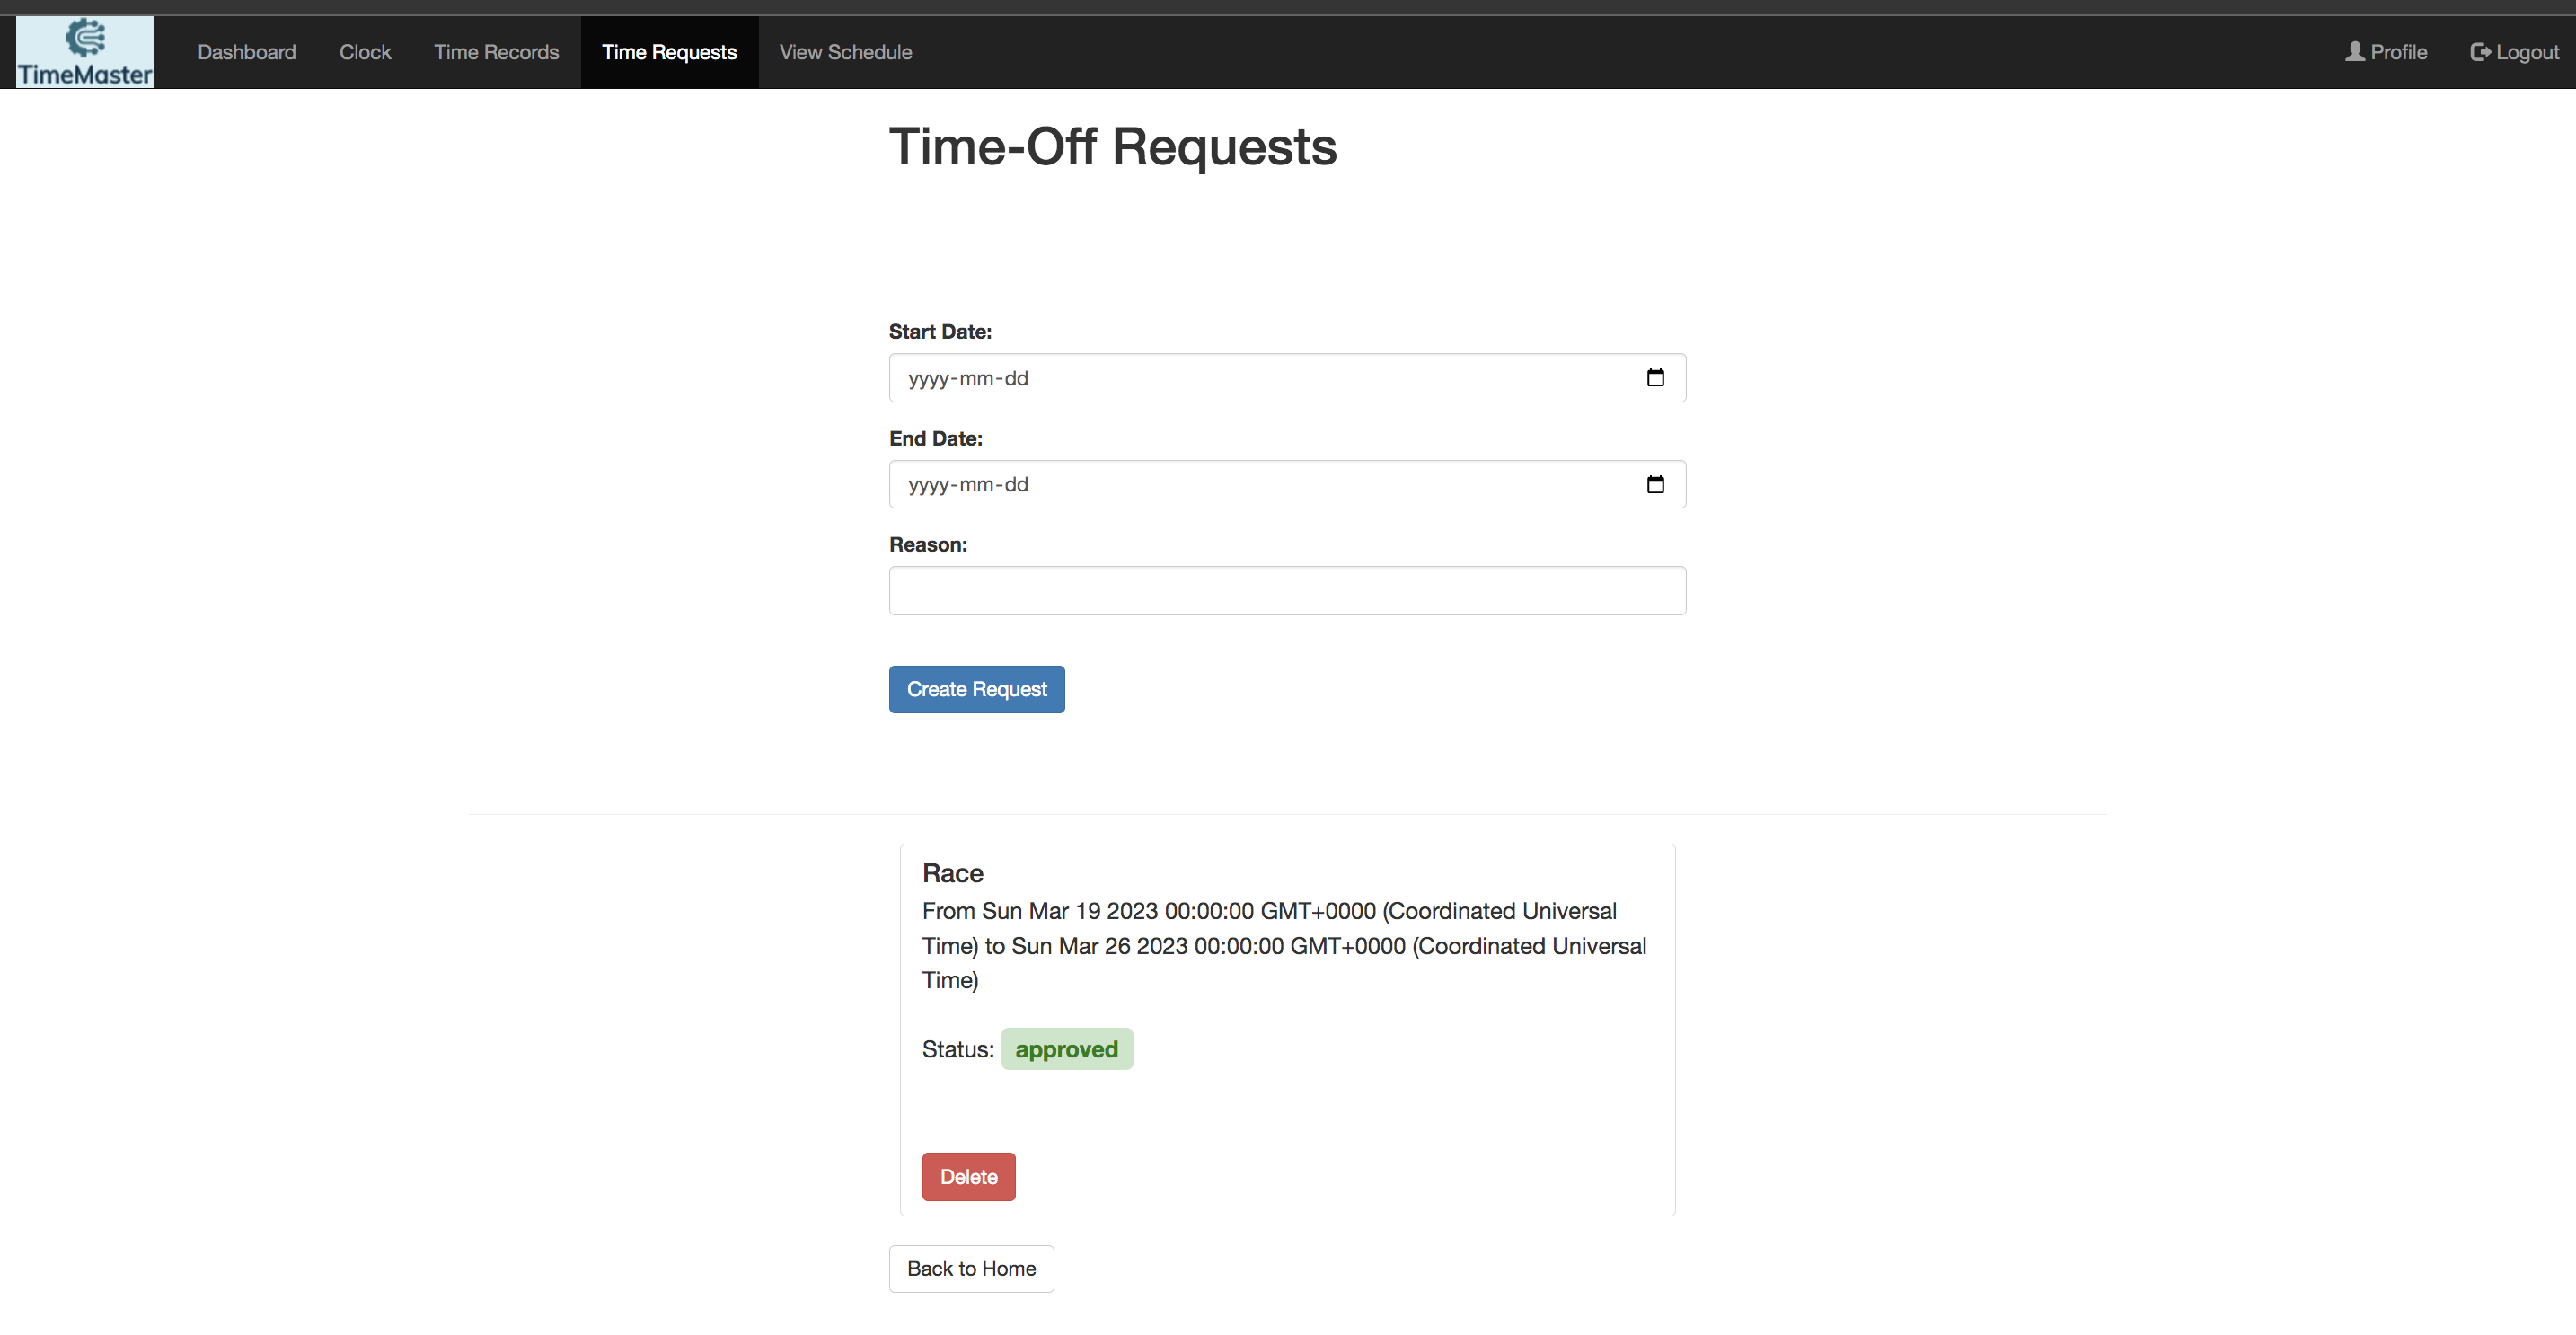 TimeMaster
Dashboard
Clock
Time Records
Time Requests
View Schedule
Profile
Logout
Time-Off Requests
Start Date:
yyyy-mm-dd
End Date:
yyyy-mm-dd
Reason:
Create Request
Race
From Sun Mar 19 2023 00:00:00 GMT+0000 (Coordinated Universal
Time) to Sun Mar 26 2023 00:00:00 GMT+0000 (Coordinated Universal
Time)
Status: approved
Delete
Back to Home